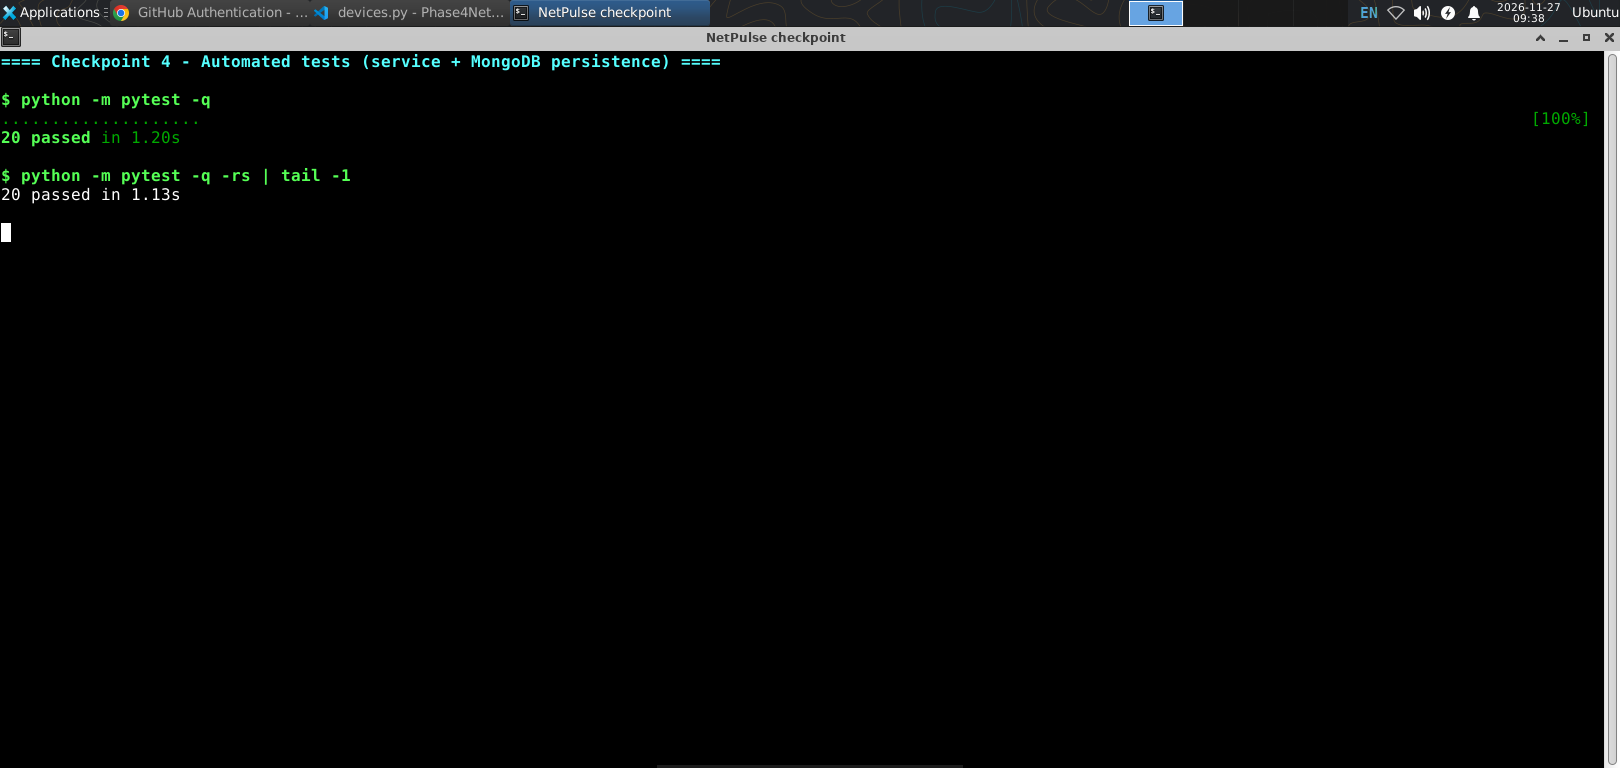 Applications
GitHub Authentication - ...
devices.py - Phase4Net...
NetPulse checkpoint
EN
2026-11-27
09:38
Ubuntu
NetPulse checkpoint
==== Checkpoint 4 - Automated tests (service + MongoDB persistence) ====
$ python -m pytest -q
.................... [100%]
20 passed in 1.20s
$ python -m pytest -q -rs | tail -1
20 passed in 1.13s